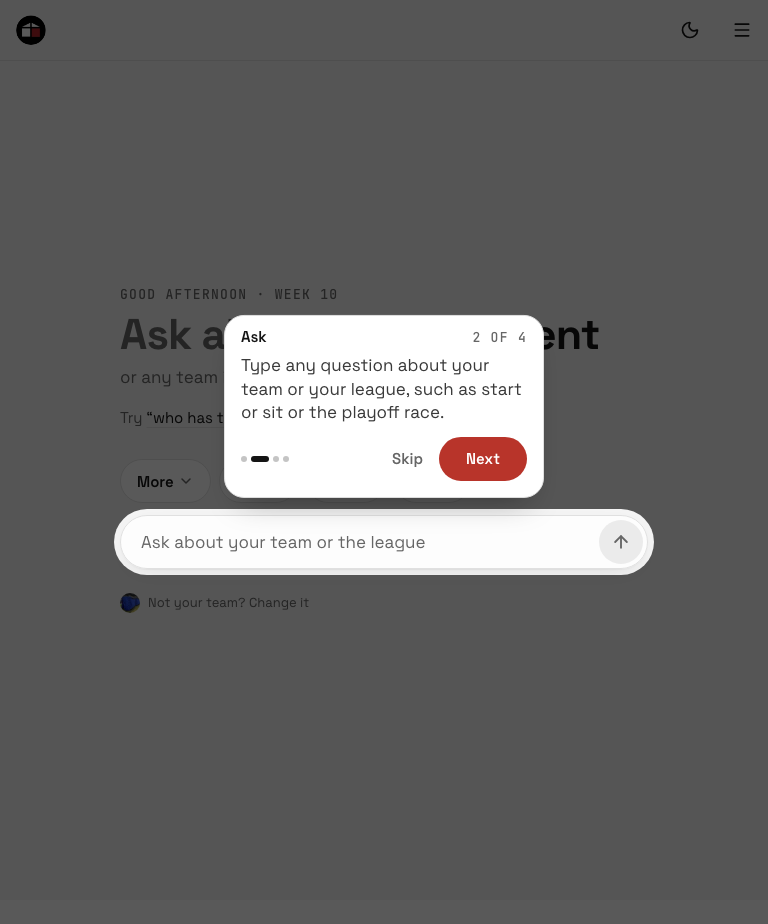 GOOD AFTERNOON · WEEK 10
Ask
2 OF 4
Type any question about your
team or your league, such as start
or sit or the playoff race.
Skip
Next
or any team
Try “who has
More
Ask about your team or the league
Not your team? Change it